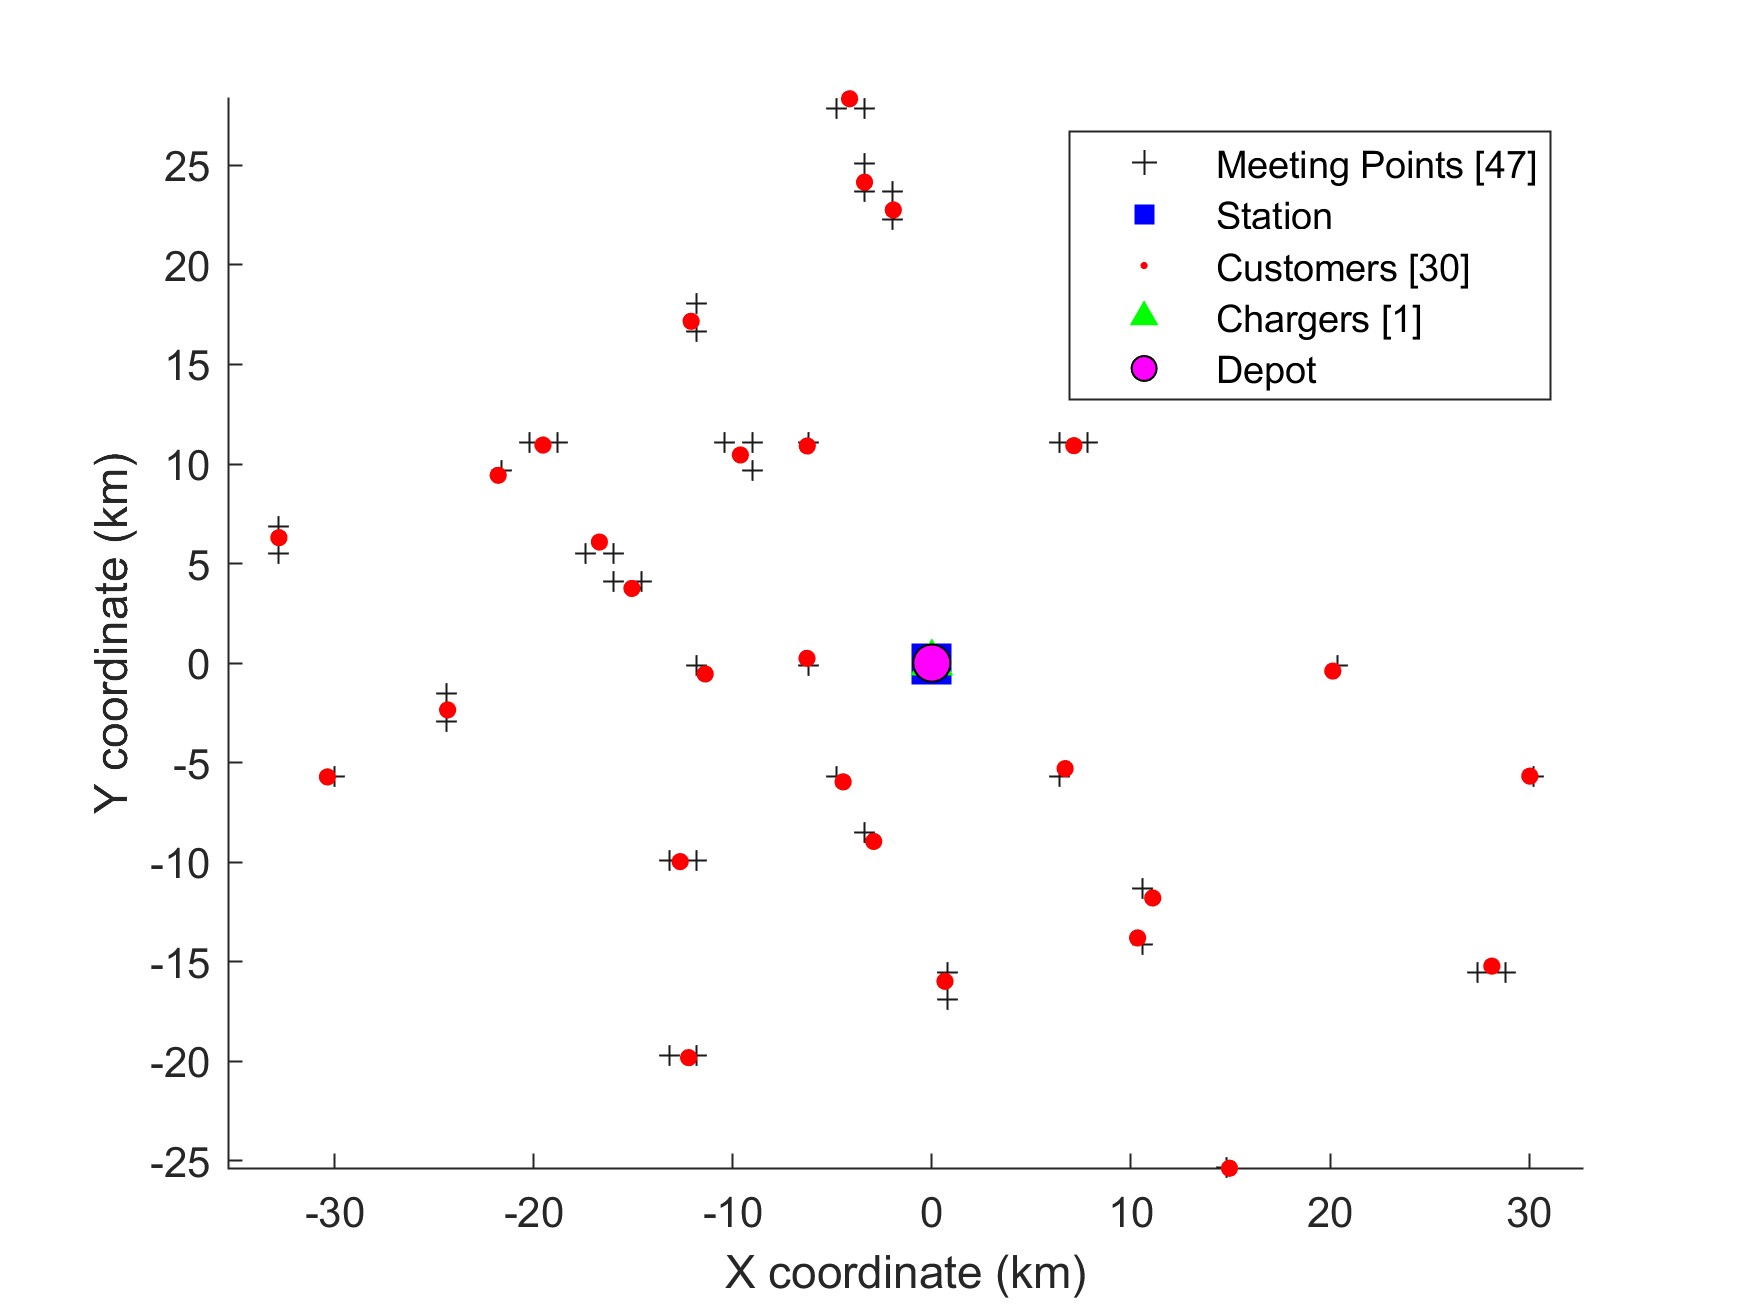 25
20
15
10
5
0
-5
-10
-15
-20
-25
Y coordinate (km)
Meeting Points [47]
Station
Customers [30]
Chargers [1]
Depot
-30 -20 -10 0 10 20 30
X coordinate (km)